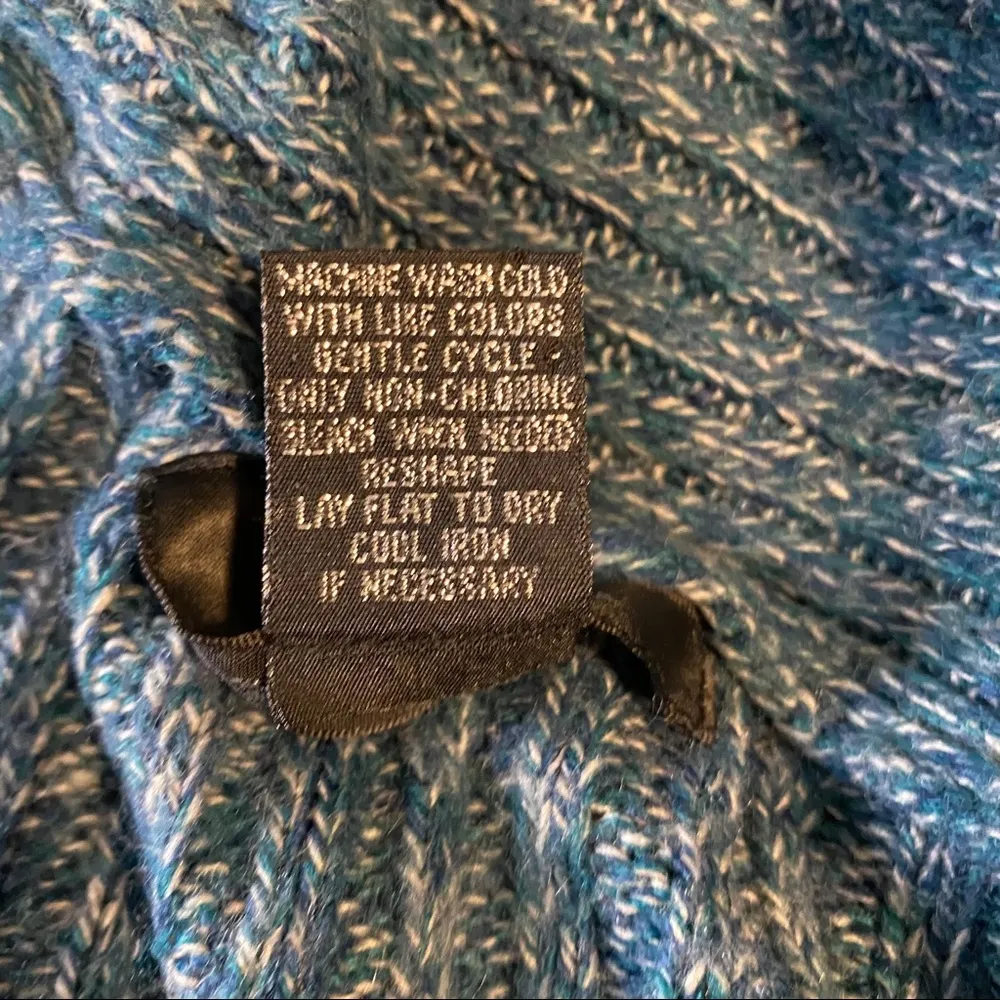 MACHINE WASH COLD
WITH LIKE COLORS
GENTLE CYCLE
ONLY NON-CHLORINE
BLEACH WHEN NEEDED
RESHAPE
LAY FLAT TO DRY
COOL IRON
IF NECESSARY